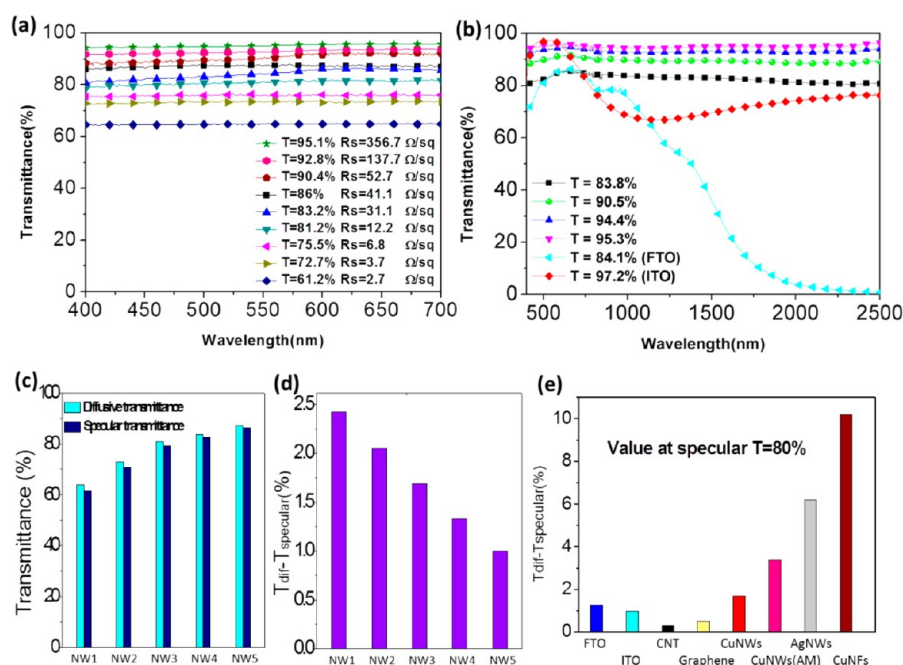 (a)
100
80
60
40
20
0
Transmittance(%)
T=95.1% Rs=356.7 Ω/sq
T=92.8% Rs=137.7 Ω/sq
T=90.4% Rs=52.7 Ω/sq
T=86% Rs=41.1 Ω/sq
T=83.2% Rs=31.1 Ω/sq
T=81.2% Rs=12.2 Ω/sq
T=75.5% Rs=6.8 Ω/sq
T=72.7% Rs=3.7 Ω/sq
T=61.2% Rs=2.7 Ω/sq
400 450 500 550 600 650 700
Wavelength(nm)
(b)
100
80
60
40
20
0
Transmittance(%)
T = 83.8%
T = 90.5%
T = 94.4%
T = 95.3%
T = 84.1% (FTO)
T = 97.2% (ITO)
500 1000 1500 2000 2500
Wavelength(nm)
(c)
100
80
60
40
20
0
Transmittance (%)
Diffusive transmittance
Specular transmittance
NW1 NW2 NW3 NW4 NW5
(d)
2.5
2.0
1.5
1.0
0.5
0.0
Tdif-Tspecular(%)
NW1 NW2 NW3 NW4 NW5
(e)
10
8
6
4
2
0
Tdif-Tspecular(%)
Value at specular T=80%
FTO CNT CuNWs AgNWs
ITO Graphene CuNWs(AM) CuNFs